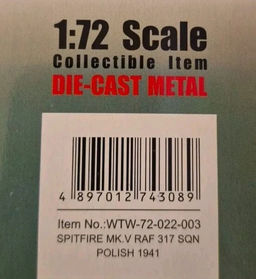 1:72 Scale
Collectible Item
DIE-CAST METAL
4 897012 743089
Item No.:WTW-72-022-003
SPITFIRE MK.V RAF 317 SQN
POLISH 1941